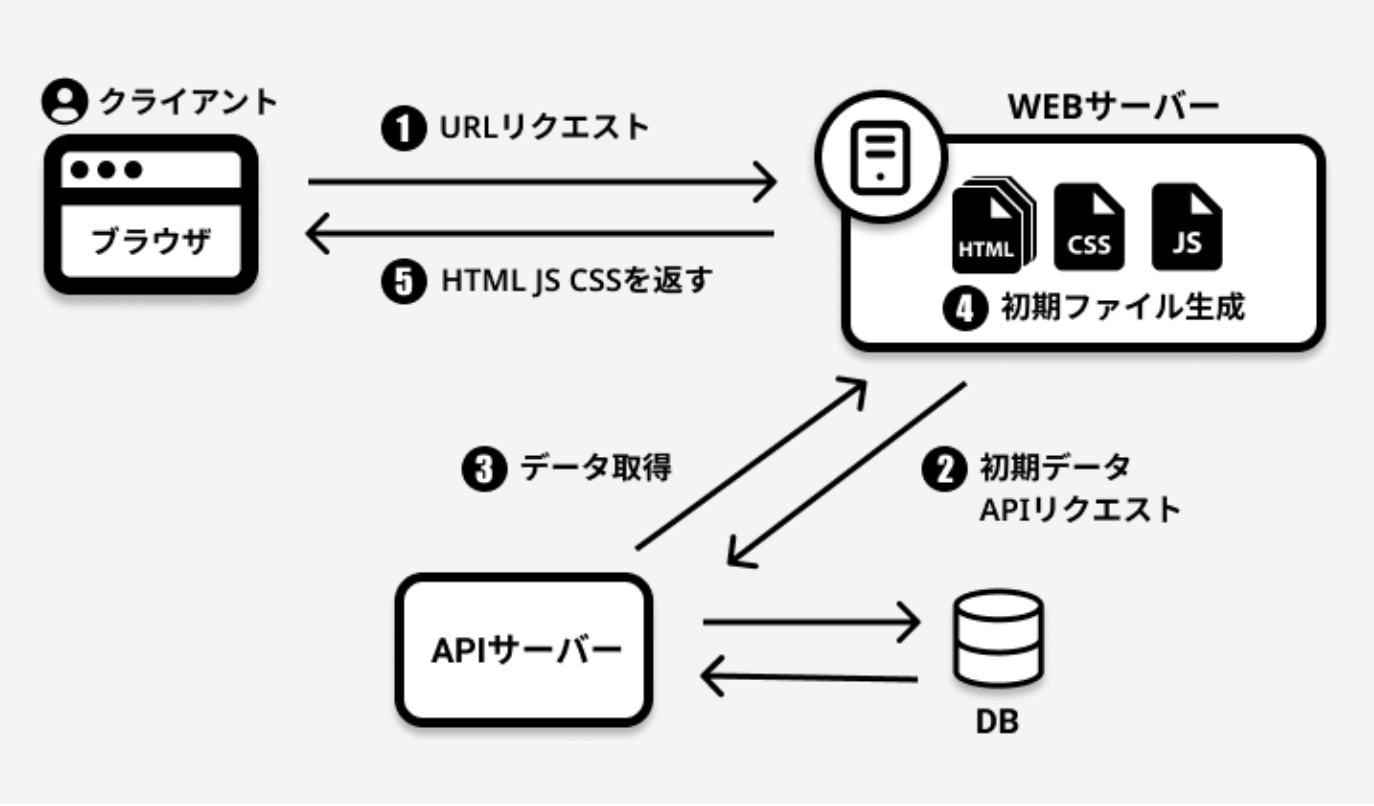 クライアント
ブラウザ
1 URLリクエスト
5 HTML JS CSSを返す
WEBサーバー
HTML
CSS
JS
4 初期ファイル生成
3 データ取得
2 初期データ
APIリクエスト
APIサーバー
DB